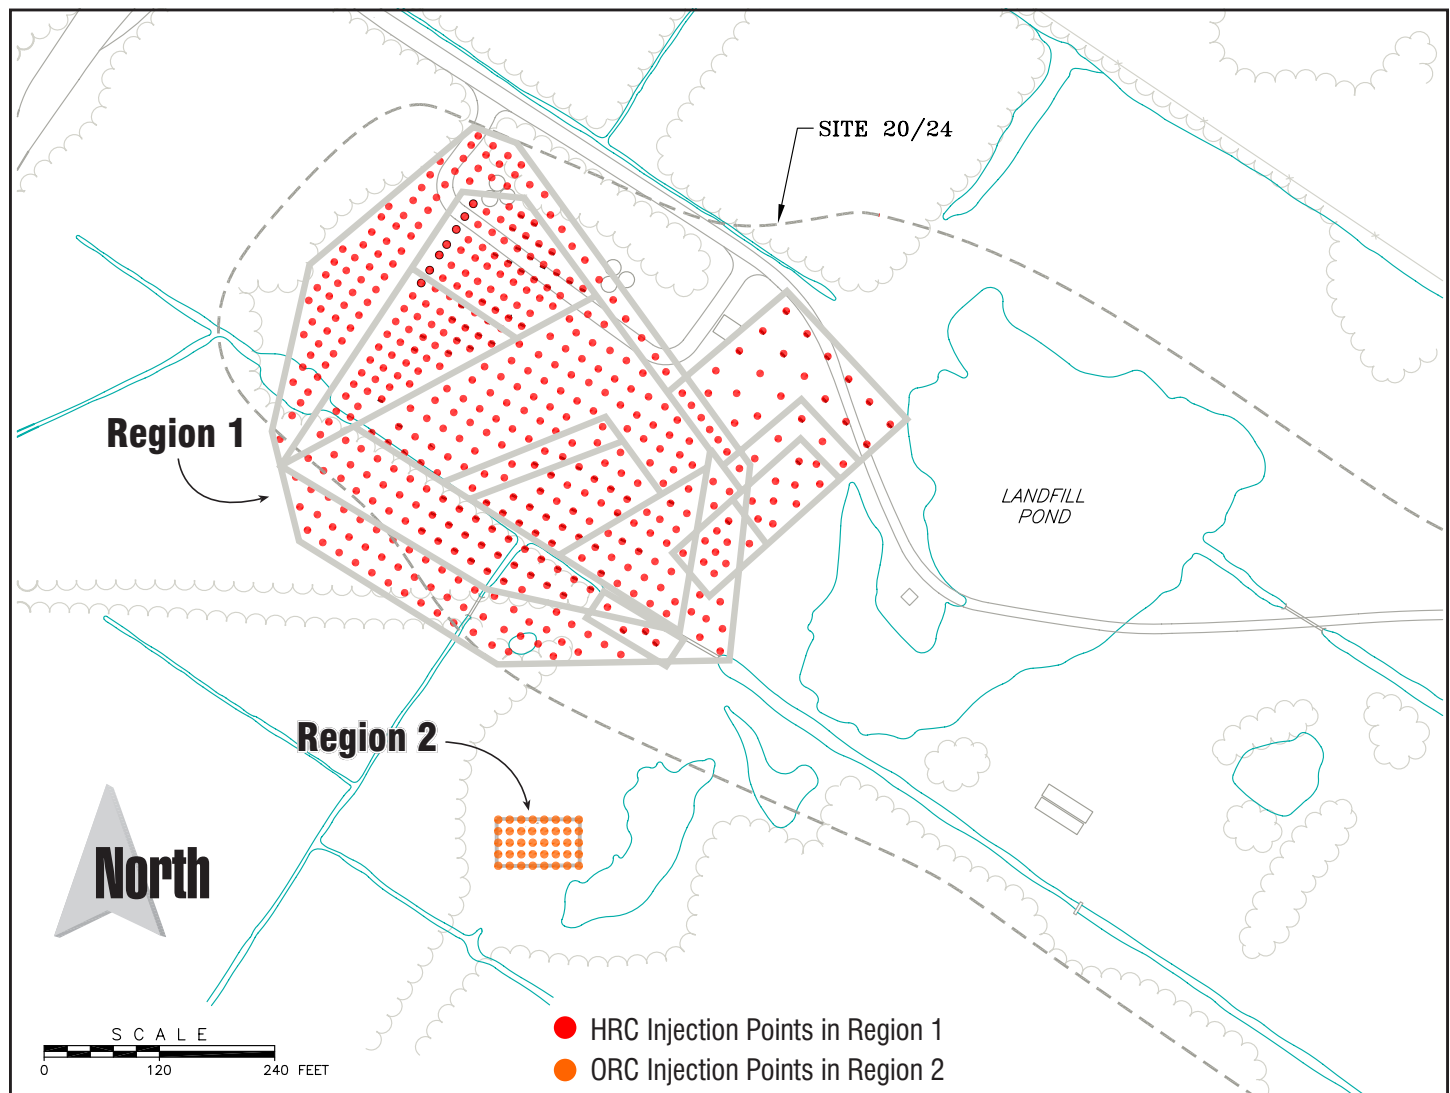 SITE 20/24
Region 1
LANDFILL
POND
Region 2
North
SCALE
0 120 240 FEET
HRC Injection Points in Region 1
ORC Injection Points in Region 2